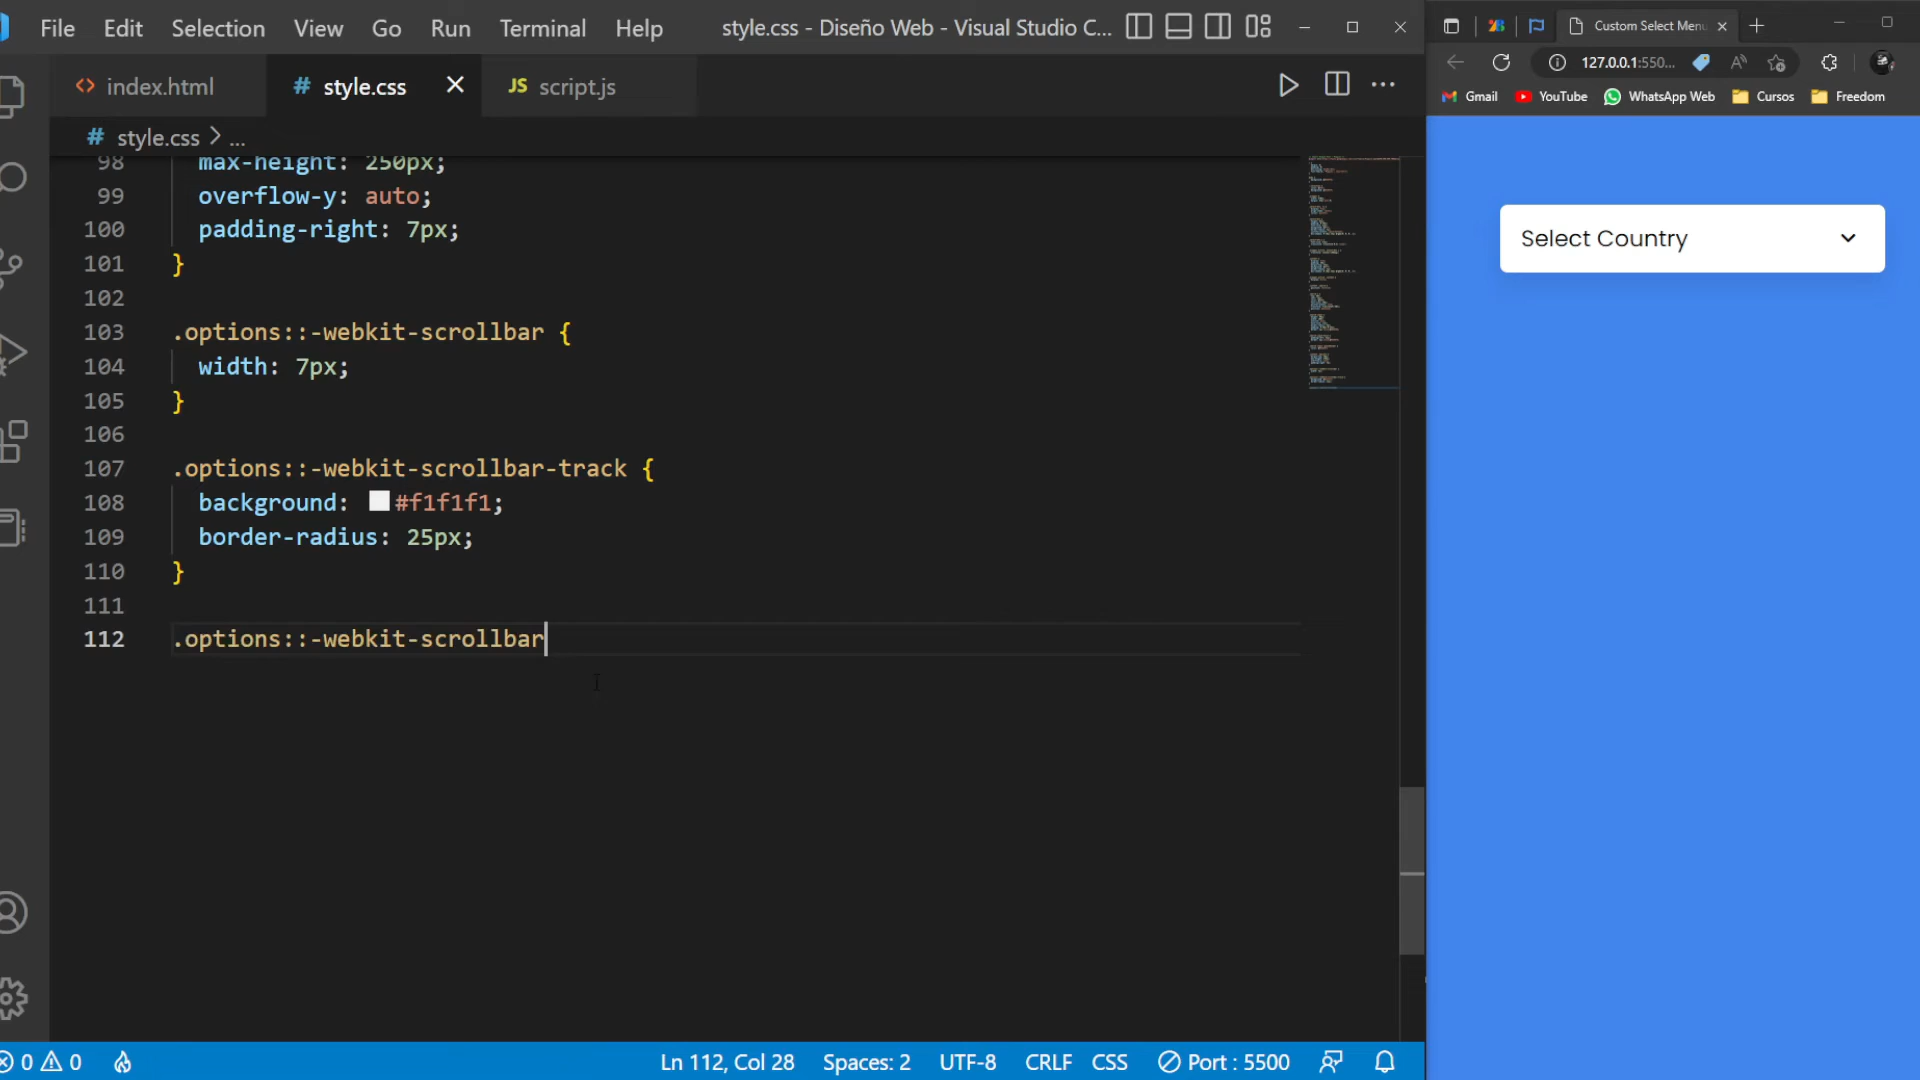 File Edit Selection View Go Run Terminal Help style.css - Diseño Web - Visual Studio C...
index.html # style.css JS script.js
# style.css > ...
98 max-height: 250px;
99 overflow-y: auto;
100 padding-right: 7px;
101 }
102
103 .options::-webkit-scrollbar {
104 width: 7px;
105 }
106
107 .options::-webkit-scrollbar-track {
108 background: #f1f1f1;
109 border-radius: 25px;
110 }
111
112 .options::-webkit-scrollbar
0 0 Ln 112, Col 28 Spaces: 2 UTF-8 CRLF CSS Port : 5500
Custom Select Menu
127.0.0.1:550...
Gmail YouTube WhatsApp Web Cursos Freedom
Select Country